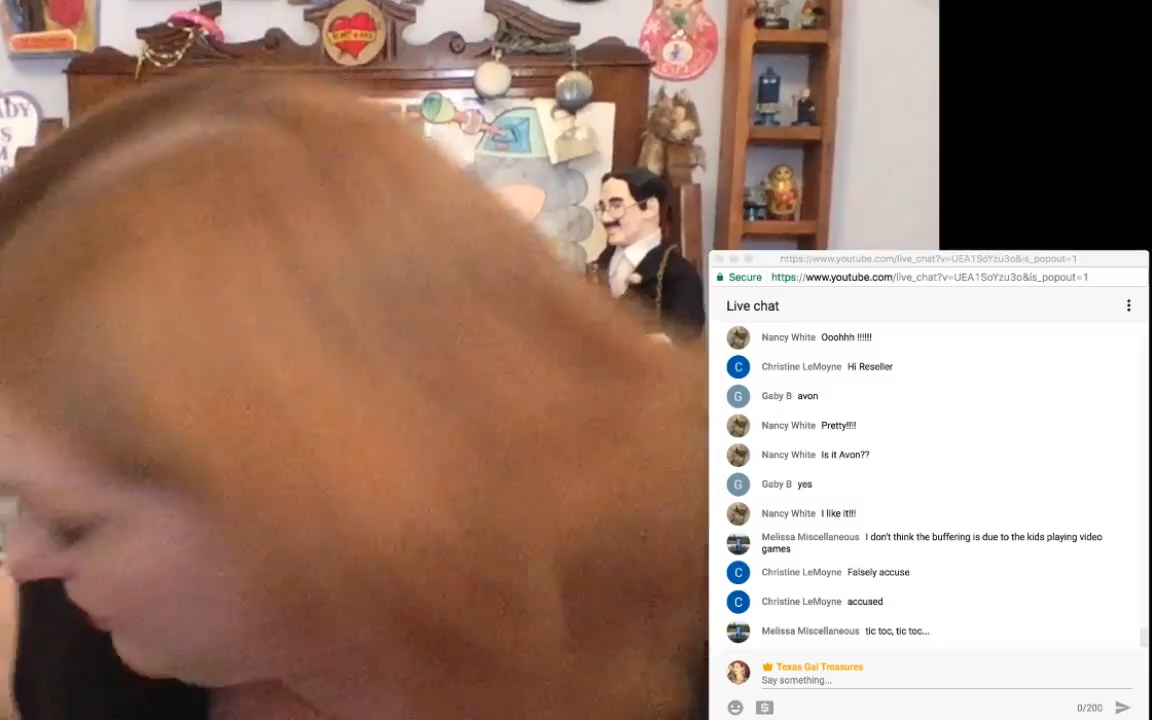 https://www.youtube.com/live_chat?v=UEA1SoYzu3o&is_popout=1
Secure https://www.youtube.com/live_chat?v=UEA1SoYzu3o&is_popout=1
Live chat
Nancy White Ooohhh !!!!!!
C Christine LeMoyne Hi Reseller
G Gaby B avon
Nancy White Pretty!!!!
Nancy White Is it Avon??
G Gaby B yes
Nancy White I like it!!!
Melissa Miscellaneous I don't think the buffering is due to the kids playing video
games
C Christine LeMoyne Falsely accuse
C Christine LeMoyne accused
Melissa Miscellaneous tic toc, tic toc...
Texas Gal Treasures
Say something...
0/200